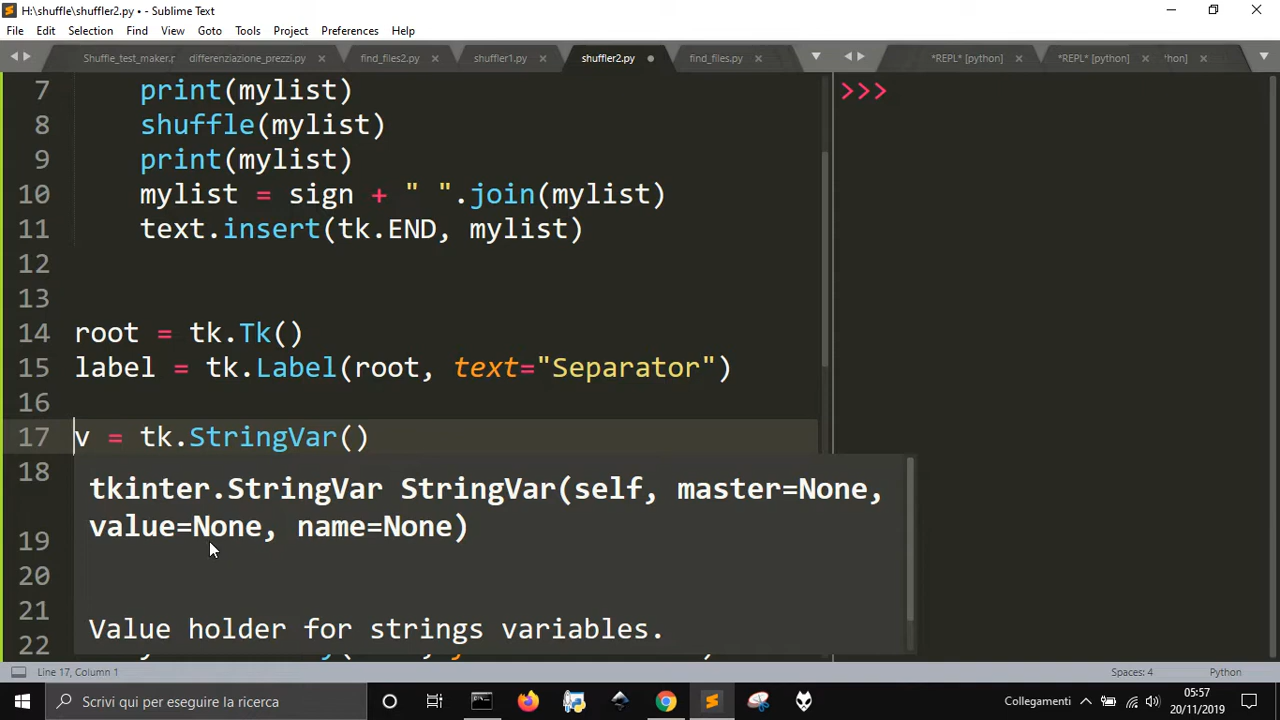 H:\shuffle\shuffler2.py • - Sublime Text
File Edit Selection Find View Goto Tools Project Preferences Help
Shuffle_test_maker.p differenziazione_prezzi.py find_files2.py shuffler1.py shuffler2.py find_files.py *REPL* [python] *REPL* [python] hon]
7 print(mylist)
8 shuffle(mylist)
9 print(mylist)
10 mylist = sign + " ".join(mylist)
11 text.insert(tk.END, mylist)
12
13
14 root = tk.Tk()
15 label = tk.Label(root, text="Separator")
16
17 v = tk.StringVar()
18
19
20
21
22
tkinter.StringVar StringVar(self, master=None,
value=None, name=None)
Value holder for strings variables.
>>>
Line 17, Column 1 Spaces: 4 Python
Scrivi qui per eseguire la ricerca Collegamenti 05:57
20/11/2019